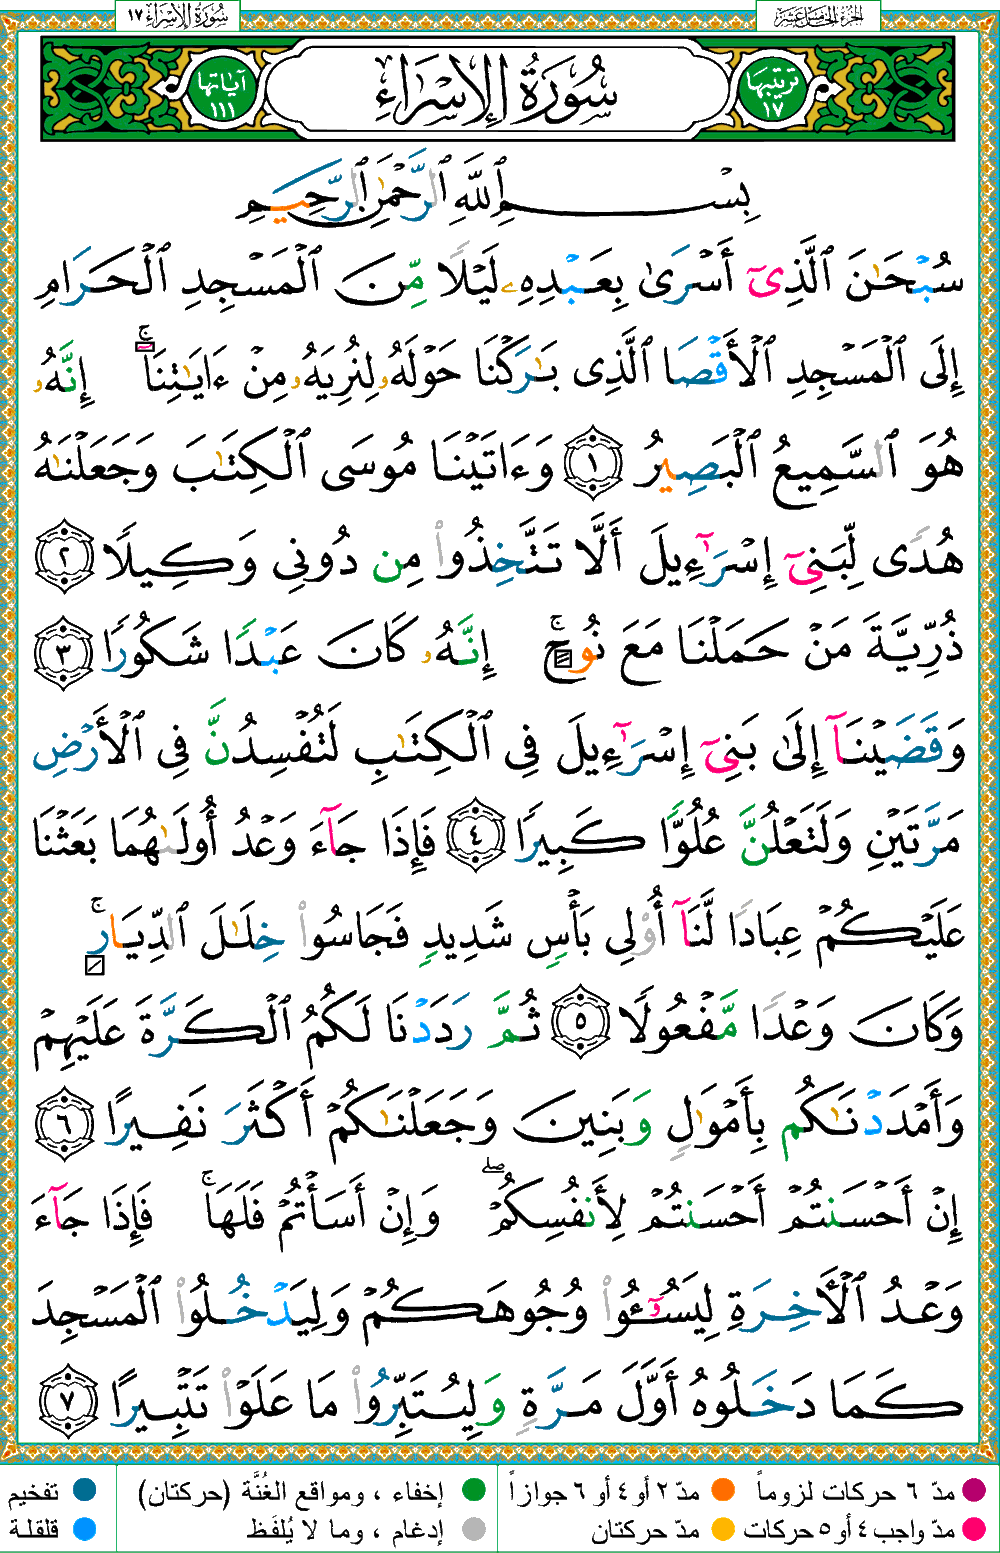 الجزء الخامس عشر
سُورَةُ الإِسْرَاءِ ١٧
ترتيبها ١٧
سُورَةُ الإِسْرَاءِ
آياتها ١١١
بِسْمِ ٱللَّهِ ٱلرَّحْمَٰنِ ٱلرَّحِيمِ
سُبْحَٰنَ ٱلَّذِىٓ أَسْرَىٰ بِعَبْدِهِۦ لَيْلًا مِّنَ ٱلْمَسْجِدِ ٱلْحَرَامِ
إِلَى ٱلْمَسْجِدِ ٱلْأَقْصَا ٱلَّذِى بَٰرَكْنَا حَوْلَهُۥ لِنُرِيَهُۥ مِنْ ءَايَٰتِنَآ ۚ إِنَّهُۥ
هُوَ ٱلسَّمِيعُ ٱلْبَصِيرُ ١ وَءَاتَيْنَا مُوسَى ٱلْكِتَٰبَ وَجَعَلْنَٰهُ
هُدًى لِّبَنِىٓ إِسْرَٰٓءِيلَ أَلَّا تَتَّخِذُوا۟ مِن دُونِى وَكِيلًا ٢
ذُرِّيَّةَ مَنْ حَمَلْنَا مَعَ نُوحٍ ۚ إِنَّهُۥ كَانَ عَبْدًا شَكُورًا ٣
وَقَضَيْنَآ إِلَىٰ بَنِىٓ إِسْرَٰٓءِيلَ فِى ٱلْكِتَٰبِ لَتُفْسِدُنَّ فِى ٱلْأَرْضِ
مَرَّتَيْنِ وَلَتَعْلُنَّ عُلُوًّا كَبِيرًا ٤ فَإِذَا جَآءَ وَعْدُ أُولَىٰهُمَا بَعَثْنَا
عَلَيْكُمْ عِبَادًا لَّنَآ أُو۟لِى بَأْسٍ شَدِيدٍ فَجَاسُوا۟ خِلَٰلَ ٱلدِّيَارِ ۚ
وَكَانَ وَعْدًا مَّفْعُولًا ٥ ثُمَّ رَدَدْنَا لَكُمُ ٱلْكَرَّةَ عَلَيْهِمْ
وَأَمْدَدْنَٰكُم بِأَمْوَٰلٍ وَبَنِينَ وَجَعَلْنَٰكُمْ أَكْثَرَ نَفِيرًا ٦
إِنْ أَحْسَنتُمْ أَحْسَنتُمْ لِأَنفُسِكُمْ ۖ وَإِنْ أَسَأْتُمْ فَلَهَا ۚ فَإِذَا جَآءَ
وَعْدُ ٱلْأَخِرَةِ لِيَسُۥٓـُٔوا۟ وُجُوهَكُمْ وَلِيَدْخُلُوا۟ ٱلْمَسْجِدَ
كَمَا دَخَلُوهُ أَوَّلَ مَرَّةٍ وَلِيُتَبِّرُوا۟ مَا عَلَوْا۟ تَتْبِيرًا ٧
مدّ ٦ حركات لزوماً
مدّ ٢ أو ٤ أو ٦ جوازاً
إخفاء ، ومواقع الغُنَّة (حركتان)
تفخيم
مدّ واجب ٤ أو ٥ حركات
مدّ حركتان
إدغام ، وما لا يُلفَظ
قلقلة